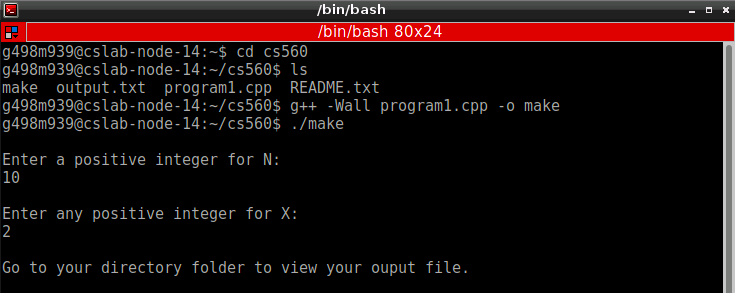 /bin/bash
/bin/bash 80x24
g498m939@cslab-node-14:~$ cd cs560
g498m939@cslab-node-14:~/cs560$ ls
make  output.txt  program1.cpp  README.txt
g498m939@cslab-node-14:~/cs560$ g++ -Wall program1.cpp -o make
g498m939@cslab-node-14:~/cs560$ ./make
Enter a positive integer for N:
10
Enter any positive integer for X:
2
Go to your directory folder to view your ouput file.